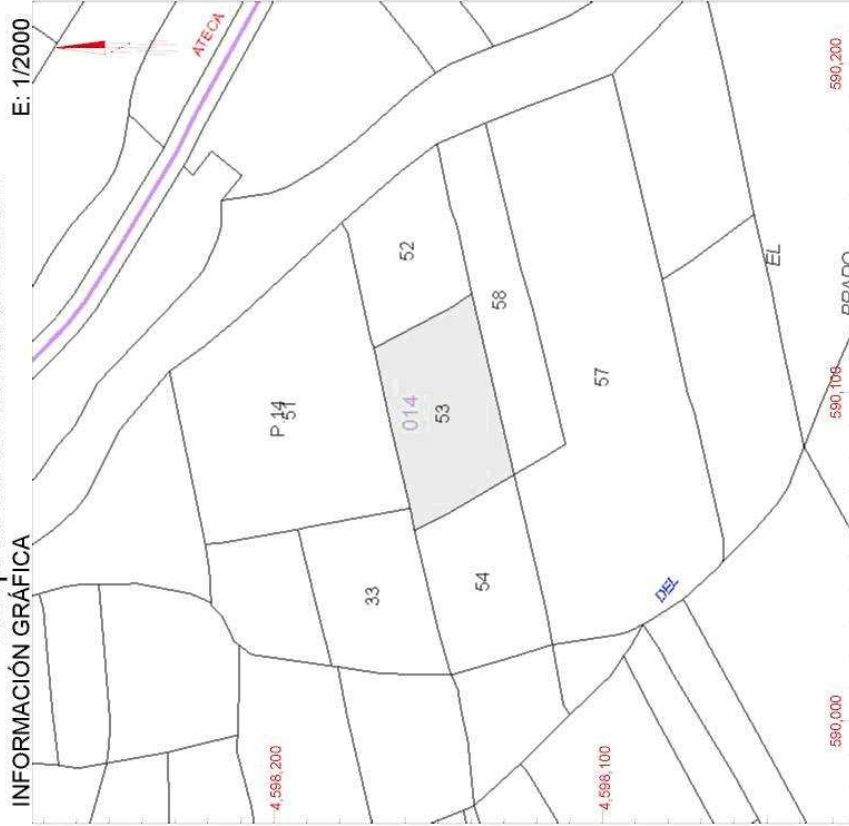 INFORMACIÓN GRÁFICA
E: 1/2000
ATECA
P 14
51
52
014
53
58
33
54
57
DEL
EL
PRADO
4,598,200
4,598,100
590,000
590,100
590,200